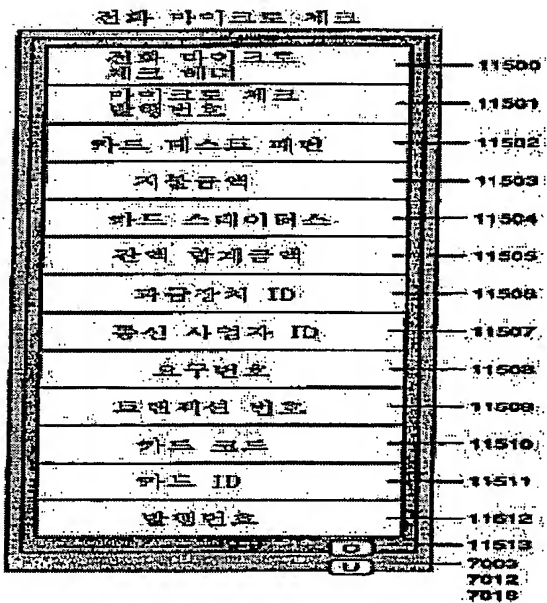 전화 마이크로 체크
전화 마이크로
체크 헤더
11500
마이크로 체크
발행번호
11501
카드 테스트 패턴
11502
지불금액
11503
카드 스테이터스
11504
잔액 합계금액
11505
과금장치 ID
11506
통신 사업자 ID
11507
요구번호
11508
트랜잭션 번호
11509
카드 코드
11510
카드 ID
11511
발행번호
11512
11513
U
7003
7012
7018